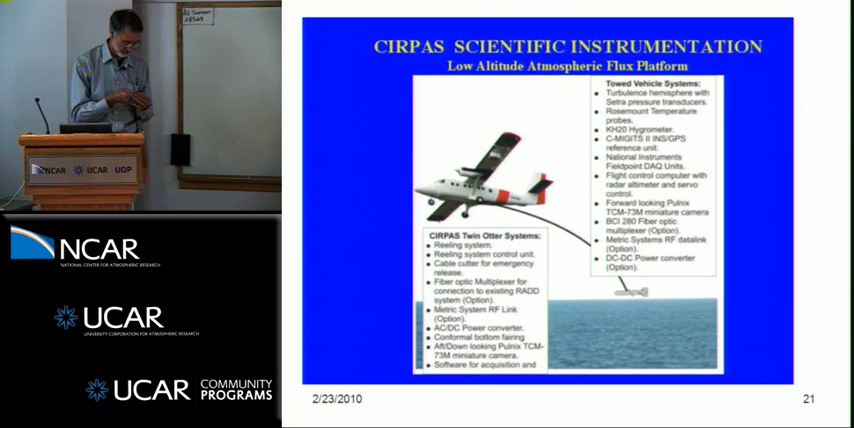 NCAR UCAR UOP
NCAR
NATIONAL CENTER FOR ATMOSPHERIC RESEARCH
UCAR
UNIVERSITY CORPORATION FOR ATMOSPHERIC RESEARCH
UCAR COMMUNITY
PROGRAMS
CIRPAS SCIENTIFIC INSTRUMENTATION
Low Altitude Atmospheric Flux Platform
Towed Vehicle Systems:
• Turbulence hemisphere with
Setra pressure transducers.
• Rosemount Temperature
probes.
• KH20 Hygrometer.
• C-MIGITS II INS/GPS
reference unit.
• National Instruments
Fieldpoint DAQ Units.
• Flight control computer with
radar altimeter and servo
control.
• Forward looking Pulnix
TCM-73M miniature camera
• BCI 280 Fiber optic
multiplexer (Option).
• Metric Systems RF datalink
(Option).
• DC-DC Power converter
(Option).
CIRPAS Twin Otter Systems:
• Reeling system.
• Reeling system control unit.
• Cable cutter for emergency
release.
• Fiber optic Multiplexer for
connection to existing RADD
system (Option).
• Metric System RF Link
(Option).
• AC/DC Power converter.
• Conformal bottom fairing
• Aft/Down looking Pulnix TCM-
73M miniature camera.
• Software for acquisition and
2/23/2010
21